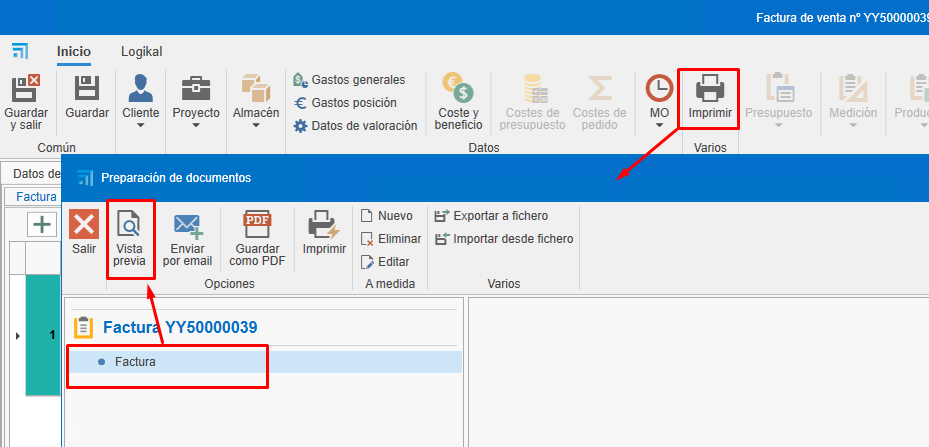 Factura de venta nº YY50000039
Inicio
Logikal
Guardar
y salir
Guardar
Común
Cliente
Proyecto
Almacén
Gastos generales
Gastos posición
Datos de valoración
Coste y
beneficio
Costes de
presupuesto
Costes de
pedido
Datos
MO
Imprimir
Varios
Presupuesto
Medición
Produc
Datos de
Factura
1
Preparación de documentos
Salir
Vista
previa
Enviar
por email
PDF
Guardar
como PDF
Imprimir
Opciones
Nuevo
Eliminar
Editar
A medida
Exportar a fichero
Importar desde fichero
Varios
Factura YY50000039
Factura